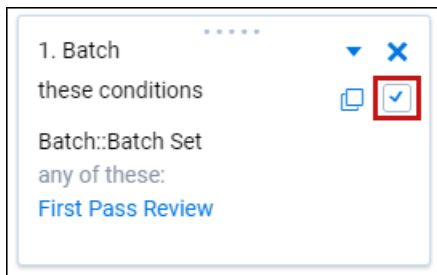 1. Batch
these conditions
Batch::Batch Set
any of these:
First Pass Review